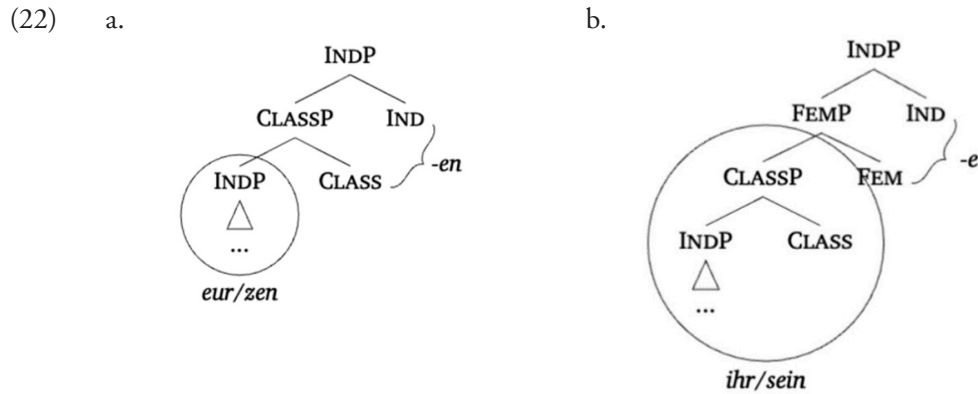 (22) a. b.
INDP INDP
CLASSP IND FEMP IND
-en -e
INDP CLASS CLASSP FEM
... INDP CLASS
eur/zen ...
ihr/sein